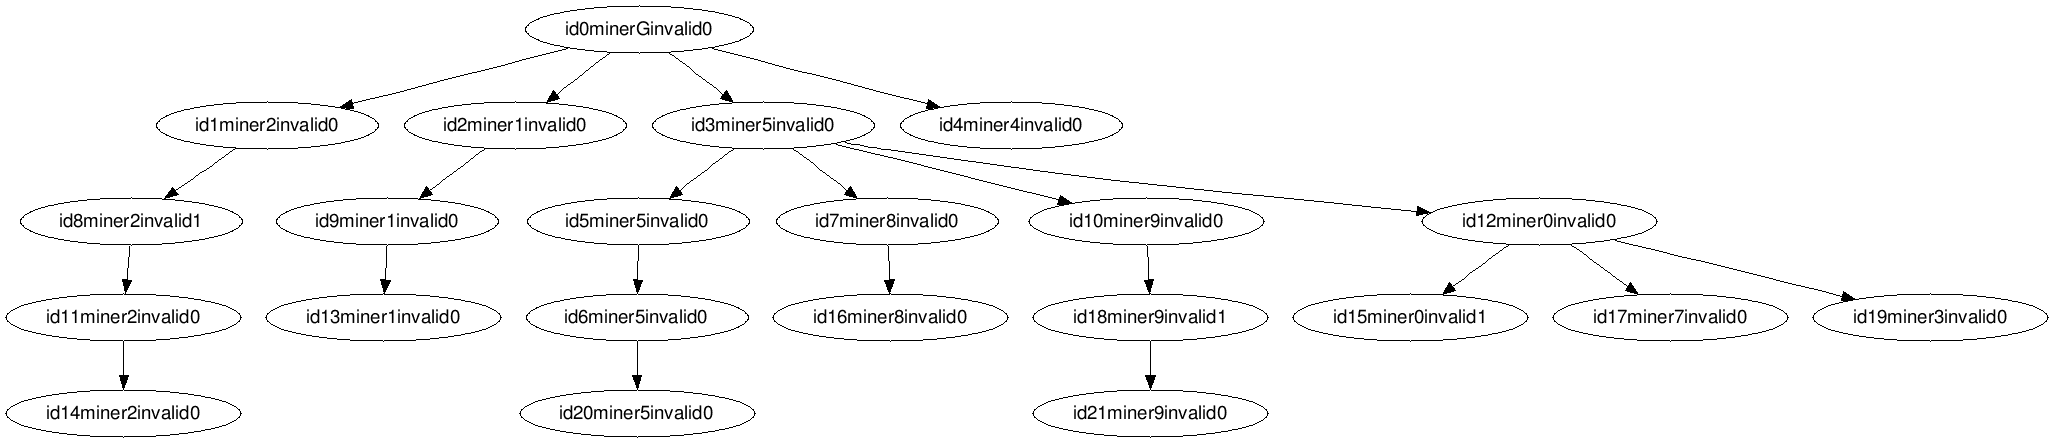 id0minerGinvalid0
id1miner2invalid0
id2miner1invalid0
id3miner5invalid0
id4miner4invalid0
id8miner2invalid1
id9miner1invalid0
id5miner5invalid0
id7miner8invalid0
id10miner9invalid0
id12miner0invalid0
id11miner2invalid0
id13miner1invalid0
id6miner5invalid0
id16miner8invalid0
id18miner9invalid1
id15miner0invalid1
id17miner7invalid0
id19miner3invalid0
id14miner2invalid0
id20miner5invalid0
id21miner9invalid0